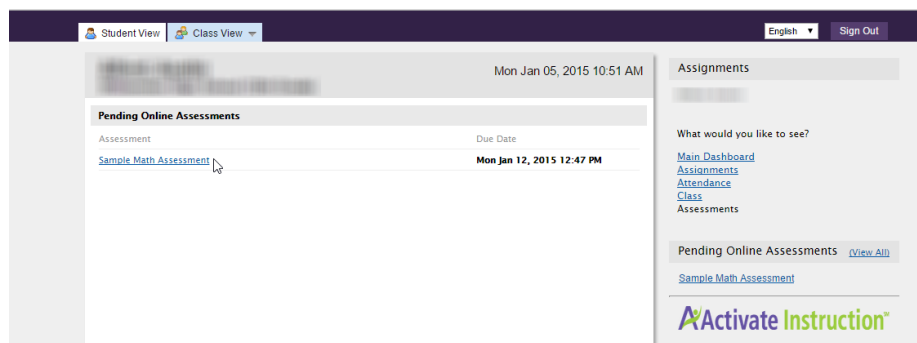 Student View
Class View
English
Sign Out
Mon Jan 05, 2015 10:51 AM
Pending Online Assessments
Assessment
Due Date
Sample Math Assessment
Mon Jan 12, 2015 12:47 PM
Assignments
What would you like to see?
Main Dashboard
Assignments
Attendance
Class
Assessments
Pending Online Assessments (View All)
Sample Math Assessment
Activate Instruction™